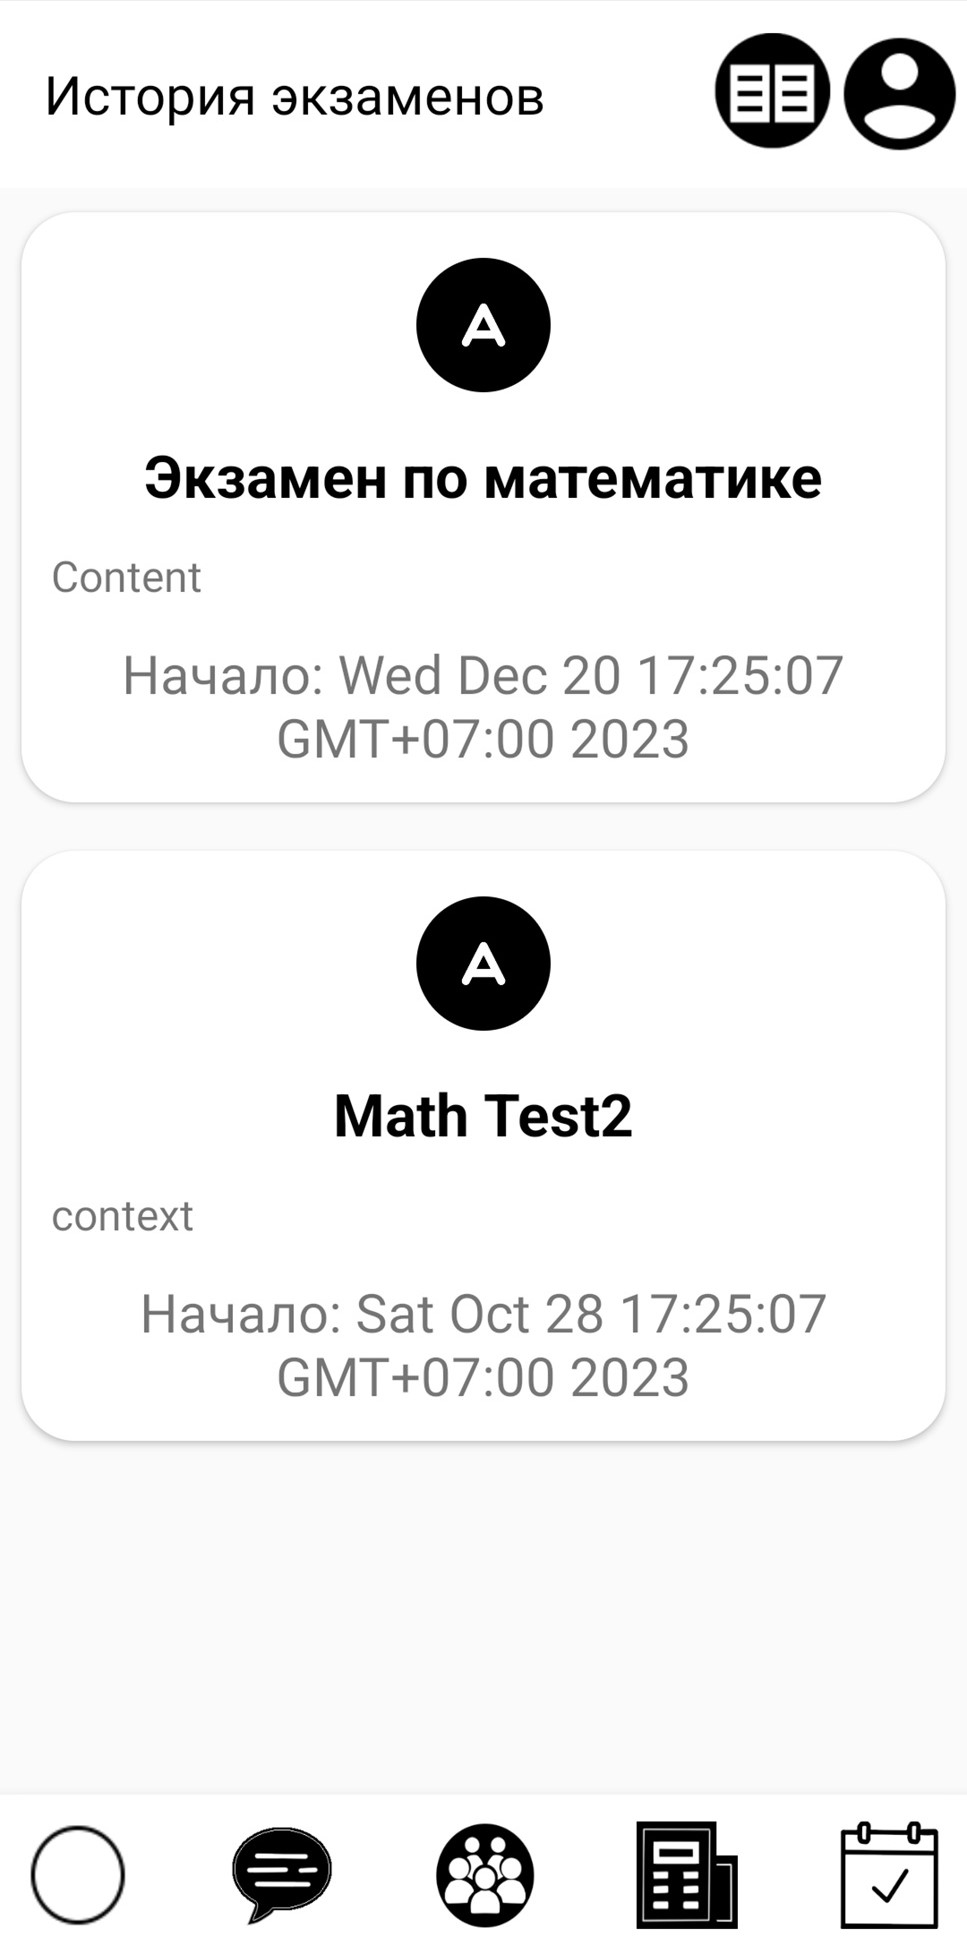 История экзаменов
A
Экзамен по математике
Content
Начало: Wed Dec 20 17:25:07
GMT+07:00 2023
A
Math Test2
context
Начало: Sat Oct 28 17:25:07
GMT+07:00 2023